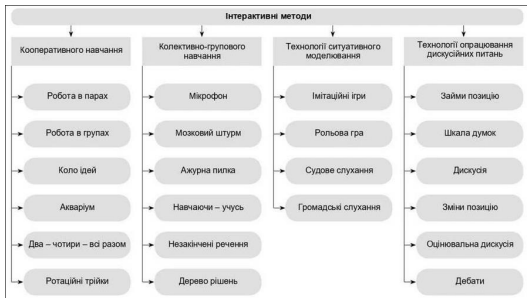 Інтерактивні методи
Кооперативного навчання
Колективно-групового
навчання
Технології ситуативного
моделювання
Технології опрацювання
дискусійних питань
Робота в парах
Мікрофон
Імітаційні ігри
Займи позицію
Робота в групах
Мозковий штурм
Рольова гра
Шкала думок
Коло ідей
Ажурна пилка
Судове слухання
Дискусія
Акваріум
Навчаючи – учусь
Громадські слухання
Зміни позицію
Два – чотири – всі разом
Незакінчені речення
Оцінювальна дискусія
Ротаційні трійки
Дерево рішень
Дебати